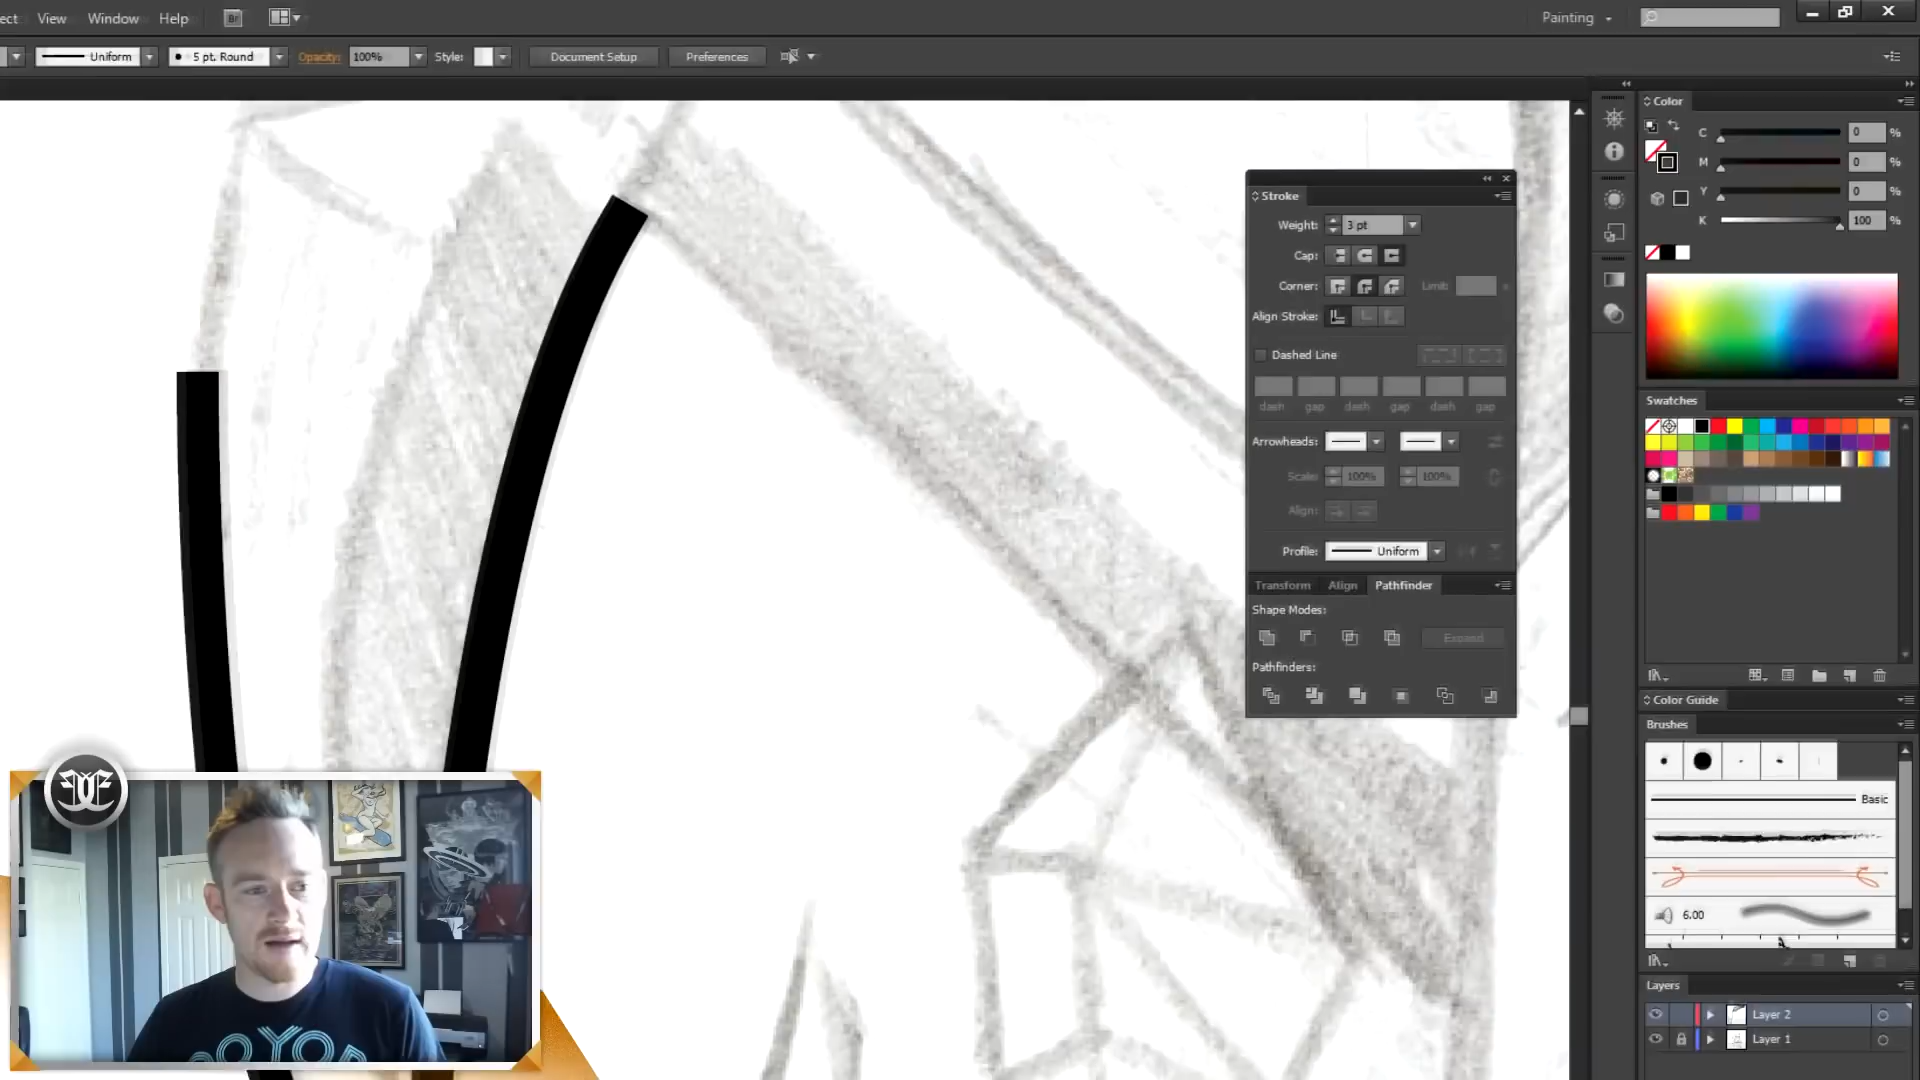 ect View Window Help Br Painting
Uniform 5 pt. Round Opacity: 100% Style: Document Setup Preferences
Color
C 0 %
M 0 %
Y 0 %
K 100 %
Stroke
Weight: 3 pt
Cap:
Corner: Limit:
Align Stroke:
Dashed Line
dash gap dash gap dash gap
Arrowheads:
Scale: 100% 100%
Align:
Profile: Uniform
Transform Align Pathfinder
Shape Modes:
Expand
Pathfinders:
Swatches
Color Guide
Brushes
Basic
6.00
Layers
Layer 2
Layer 1